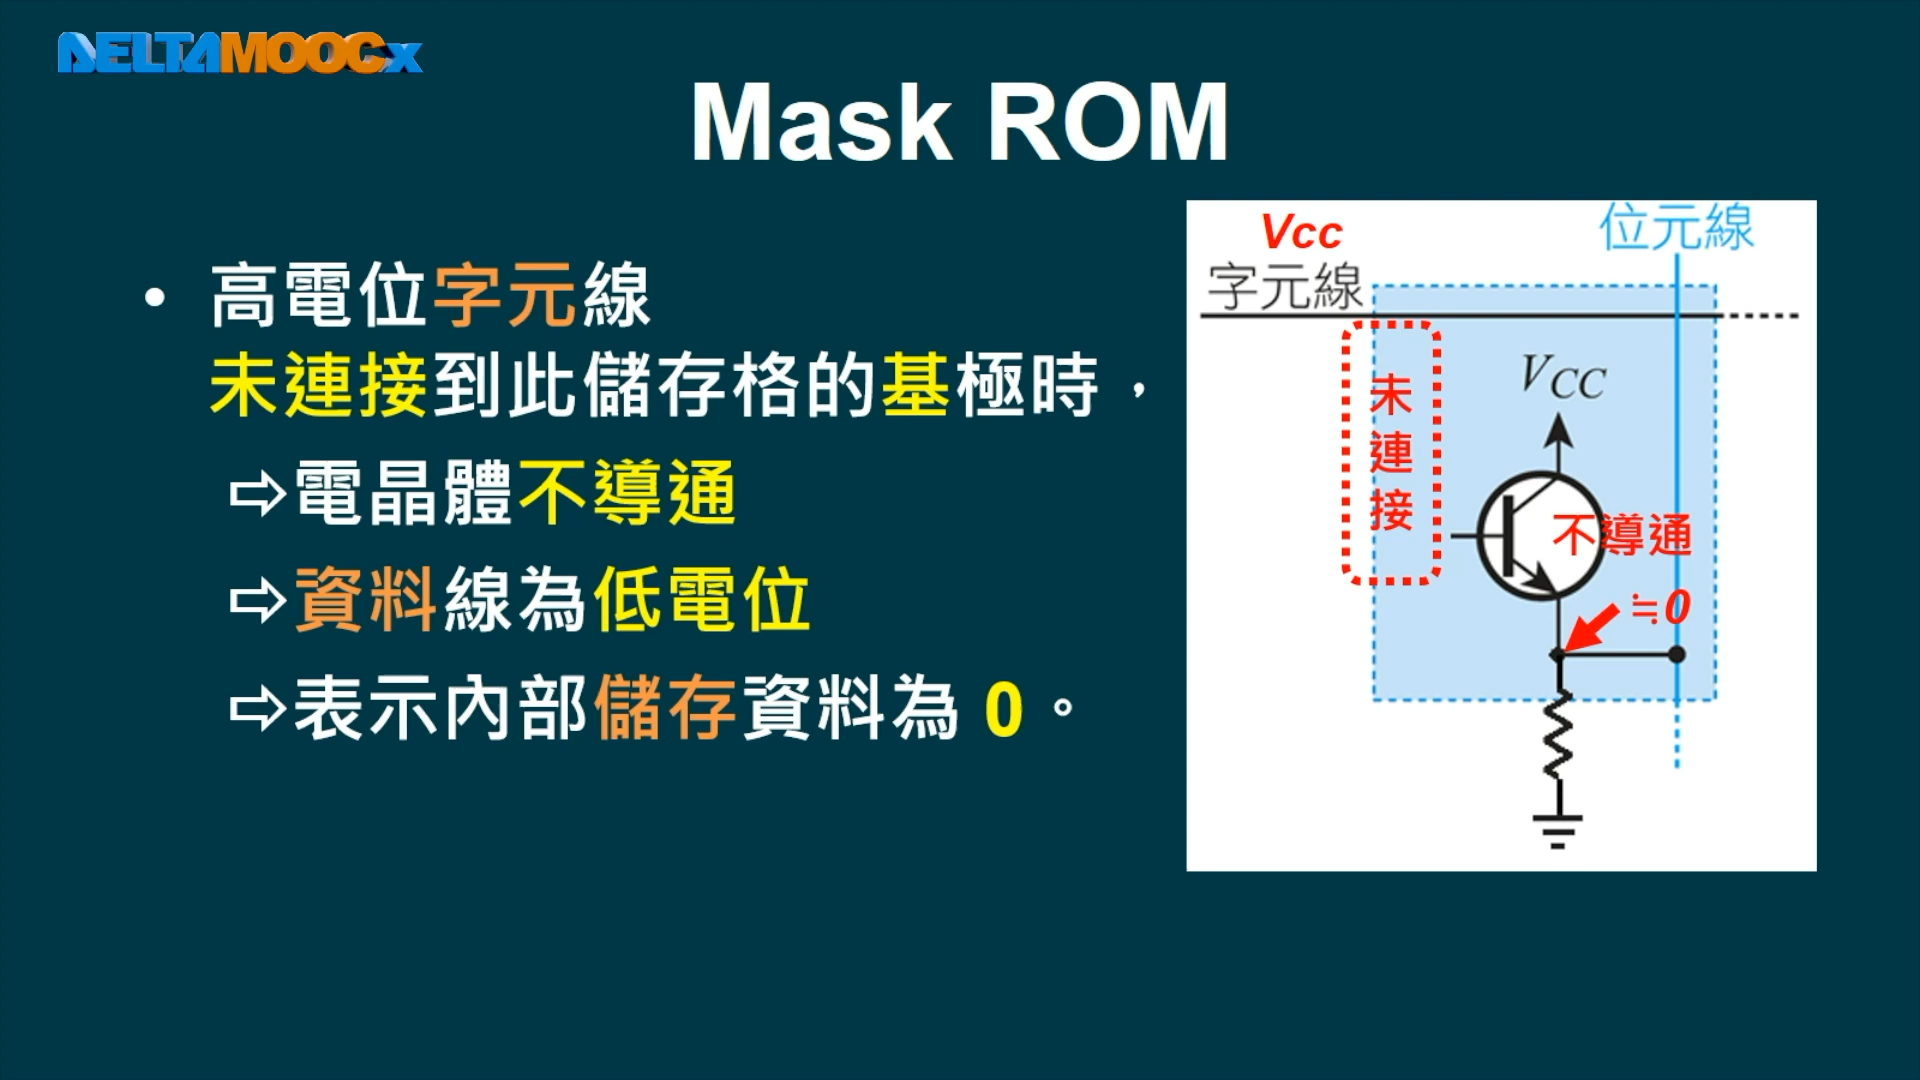 DELTAMOOCx
Mask ROM
• 高電位字元線
未連接到此儲存格的基極時，
⇨電晶體不導通
⇨資料線為低電位
⇨表示內部儲存資料為 0。
Vcc
位元線
字元線
未連接
VCC
不導通
≒0